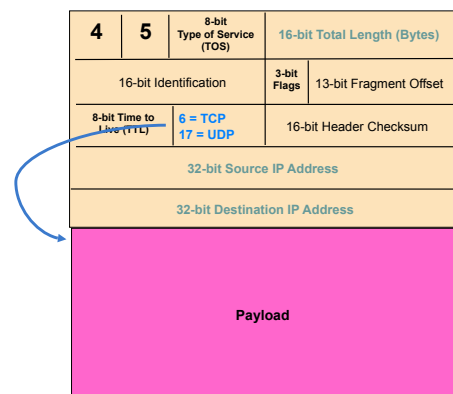 4
5
8-bit
Type of Service
(TOS)
16-bit Total Length (Bytes)
16-bit Identification
3-bit
Flags
13-bit Fragment Offset
8-bit Time to
Live (TTL)
6 = TCP
17 = UDP
16-bit Header Checksum
32-bit Source IP Address
32-bit Destination IP Address
Payload